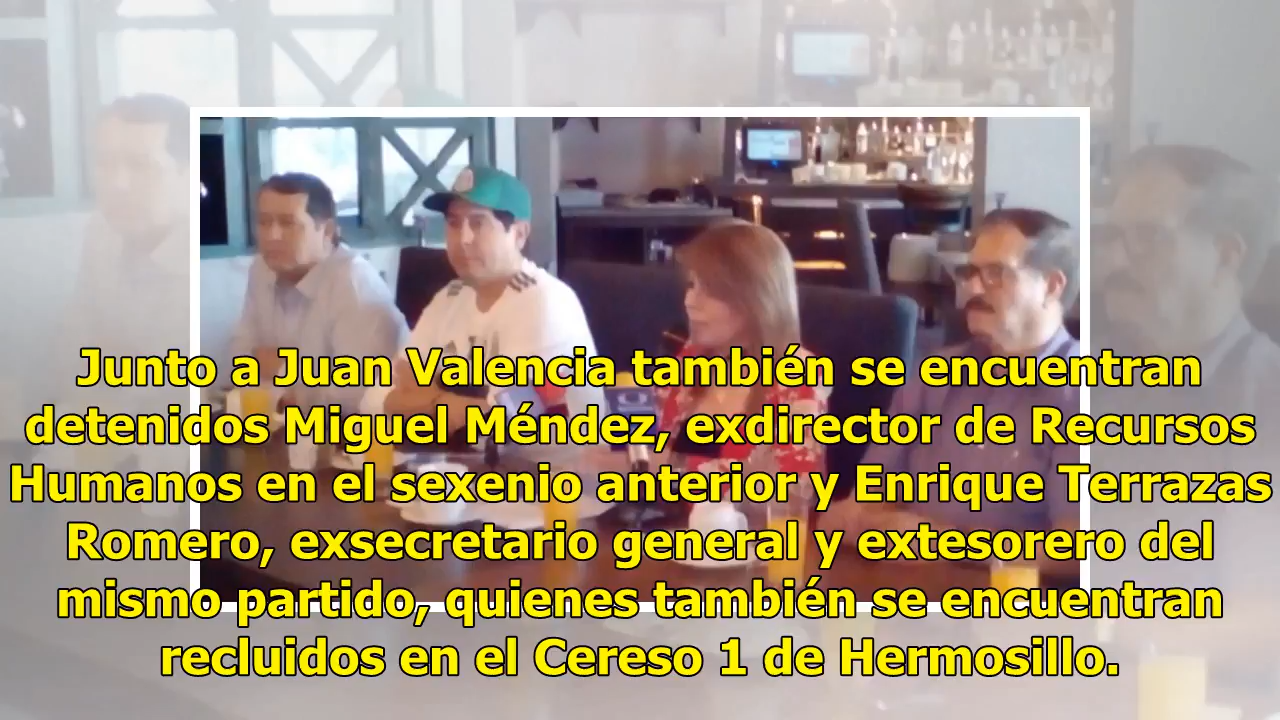 Junto a Juan Valencia también se encuentran
detenidos Miguel Méndez, exdirector de Recursos
Humanos en el sexenio anterior y Enrique Terrazas
Romero, exsecretario general y extesorero del
mismo partido, quienes también se encuentran
recluidos en el Cereso 1 de Hermosillo.